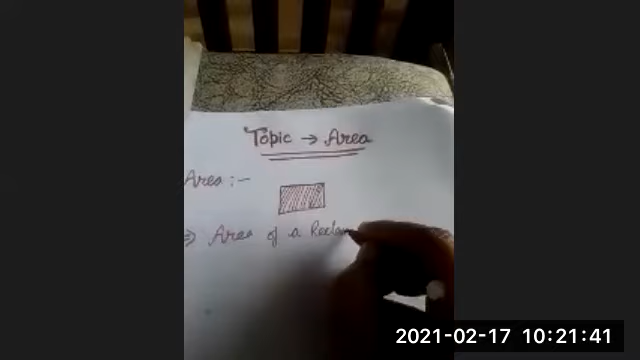 Topic → Area
Area :-
⇒ Area of a Rectan
2021-02-17 10:21:41